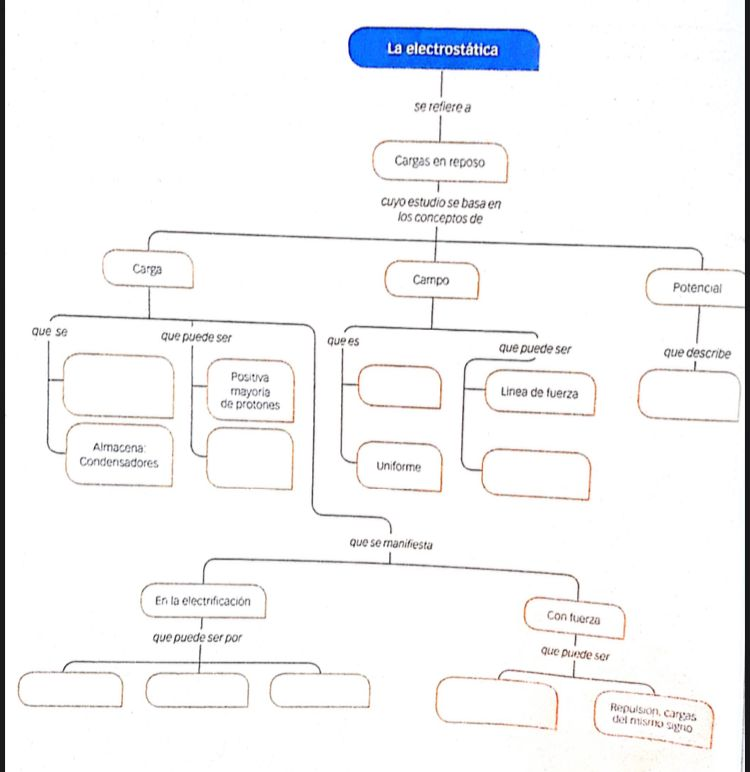 La electrostática
se refiere a
Cargas en reposo
cuyo estudio se basa en
los conceptos de
Carga
Campo
Potencial
que se
que puede ser
que es
que puede ser
que describe
Positiva
mayoría
de protones
Línea de fuerza
Almacena:
Condensadores
Uniforme
que se manifiesta
En la electrificación
Con fuerza
que puede ser por
que puede ser
Repulsión, cargas
del mismo signo